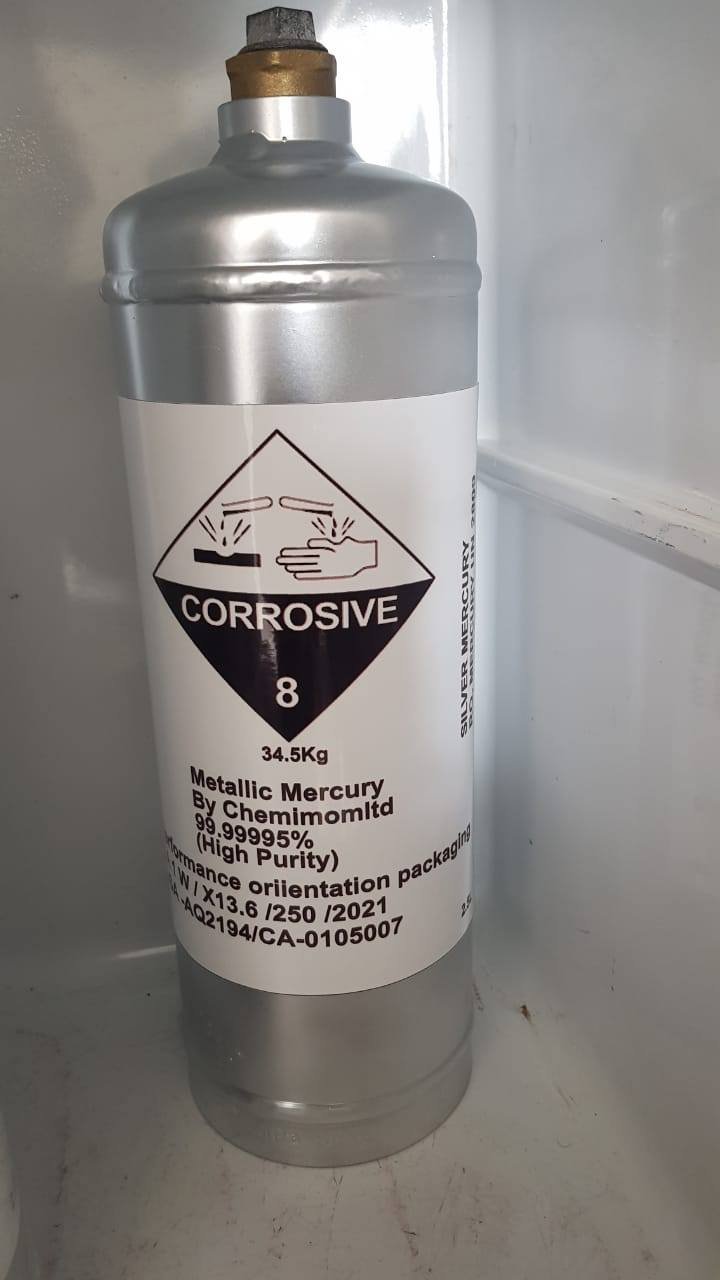 CORROSIVE
8
34.5Kg
Metallic Mercury
By Chemimomltd
99.99995%
(High Purity)
oriientation packaging
W / X13.6 /250 /2021
-AQ2194/CA-0105007
SILVER MERCURY